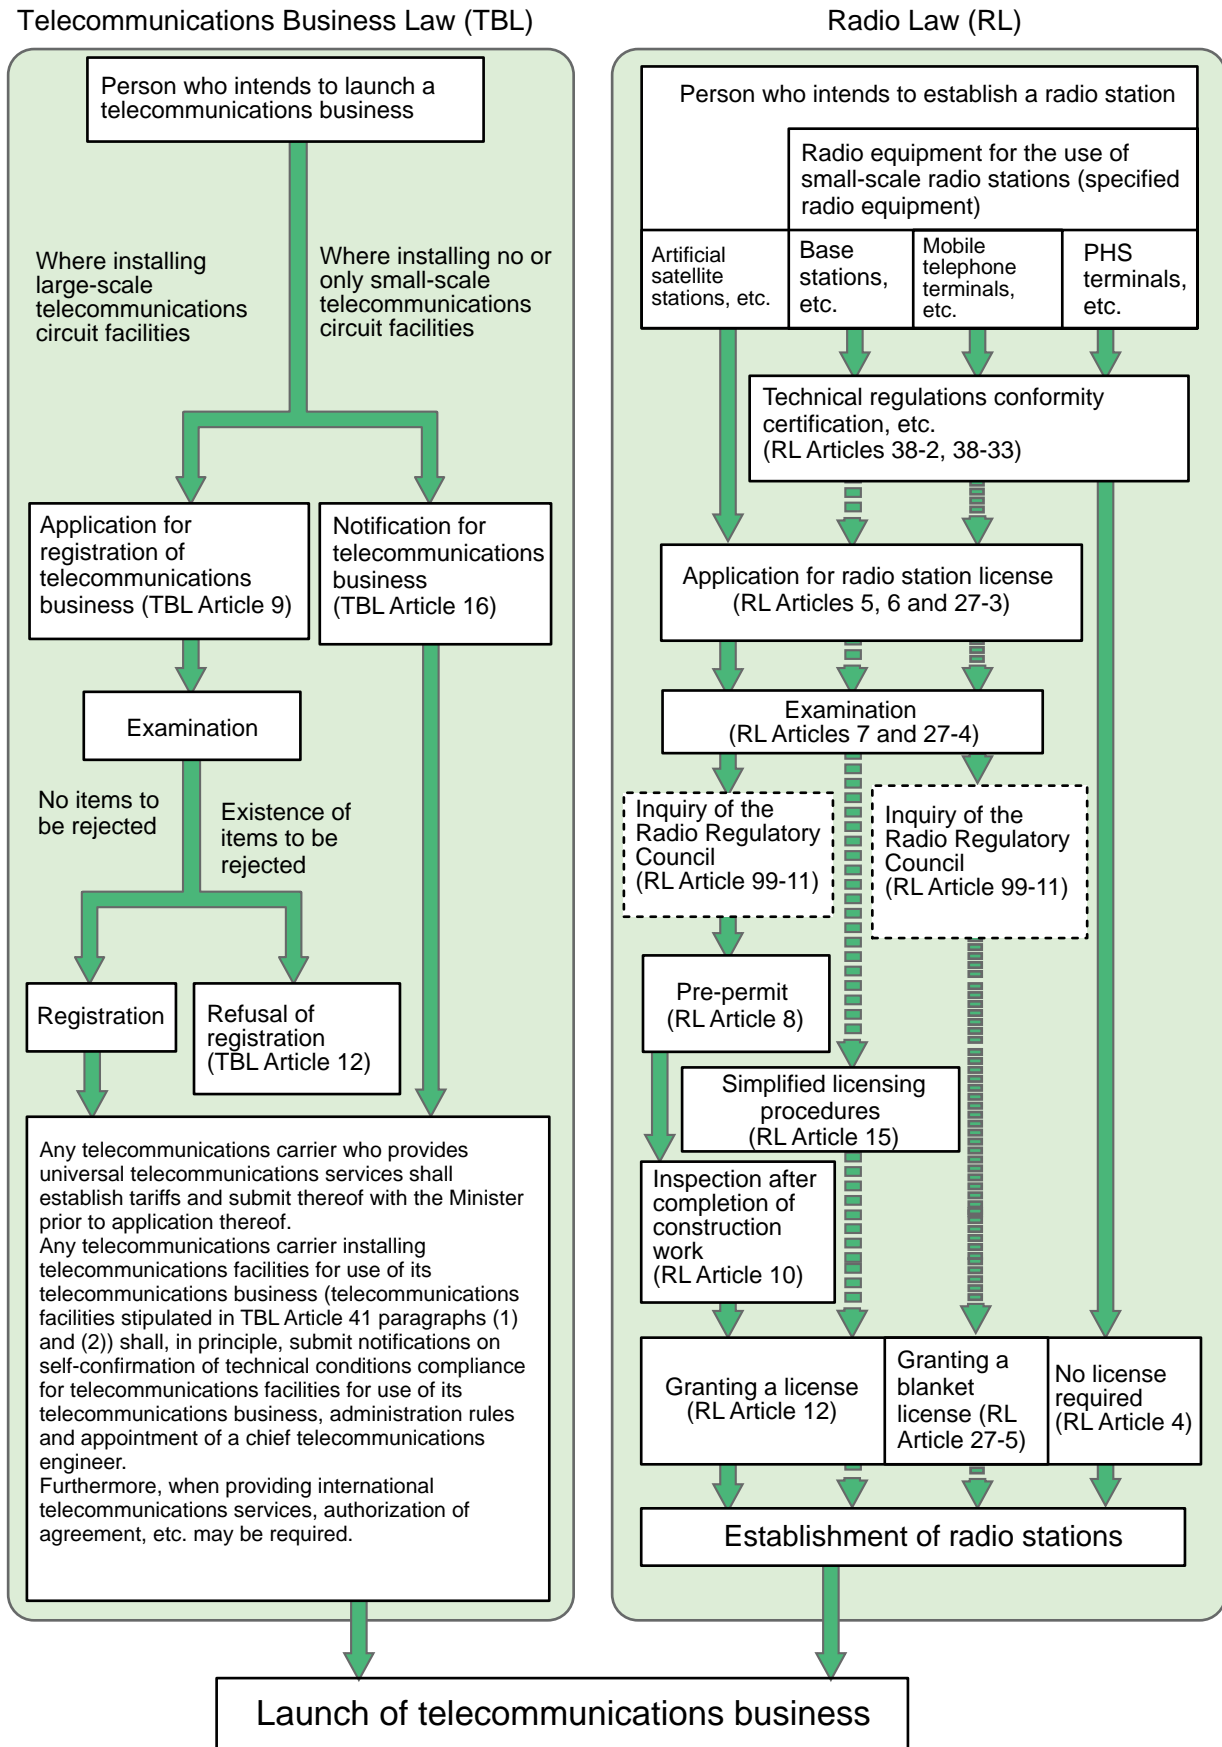 Telecommunications Business Law (TBL)
Person who intends to launch a
telecommunications business
Where installing
large-scale
telecommunications
circuit facilities
Where installing no or
only small-scale
telecommunications
circuit facilities
Application for
registration of
telecommunications
business (TBL Article 9)
Notification for
telecommunications
business
(TBL Article 16)
Examination
No items to
be rejected
Existence of
items to be
rejected
Registration
Refusal of
registration
(TBL Article 12)
Any telecommunications carrier who provides
universal telecommunications services shall
establish tariffs and submit thereof with the Minister
prior to application thereof.
Any telecommunications carrier installing
telecommunications facilities for use of its
telecommunications business (telecommunications
facilities stipulated in TBL Article 41 paragraphs (1)
and (2)) shall, in principle, submit notifications on
self-confirmation of technical conditions compliance
for telecommunications facilities for use of its
telecommunications business, administration rules
and appointment of a chief telecommunications
engineer.
Furthermore, when providing international
telecommunications services, authorization of
agreement, etc. may be required.
Radio Law (RL)
Person who intends to establish a radio station
Radio equipment for the use of
small-scale radio stations (specified
radio equipment)
Artificial
satellite
stations, etc.
Base
stations,
etc.
Mobile
telephone
terminals,
etc.
PHS
terminals,
etc.
Technical regulations conformity
certification, etc.
(RL Articles 38-2, 38-33)
Application for radio station license
(RL Articles 5, 6 and 27-3)
Examination
(RL Articles 7 and 27-4)
Inquiry of the
Radio Regulatory
Council
(RL Article 99-11)
Inquiry of the
Radio Regulatory
Council
(RL Article 99-11)
Pre-permit
(RL Article 8)
Simplified licensing
procedures
(RL Article 15)
Inspection after
completion of
construction
work
(RL Article 10)
Granting a license
(RL Article 12)
Granting a
blanket
license (RL
Article 27-5)
No license
required
(RL Article 4)
Establishment of radio stations
Launch of telecommunications business